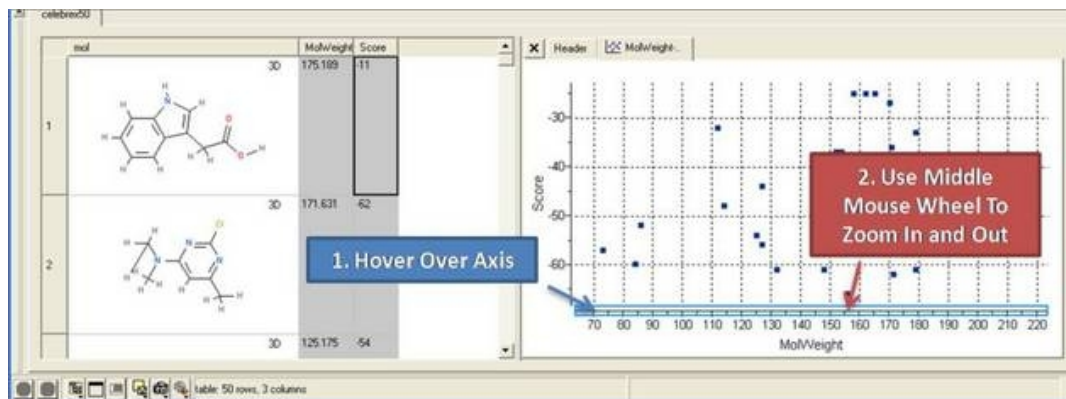 celebrex50
mol MolWeight Score
3D 175.189 -11
1
H
N
H
H
H
H
H
H
H
O
O
H
3D 171.631 -62
2
Cl
N
N
N
H
H
H
3D 125.175 -54
Header MolWeight-..
-30
-40
-50
-60
Score
70 80 90 100 110 120 130 140 150 160 170 180 190 200 210 220
MolWeight
1. Hover Over Axis
2. Use Middle
Mouse Wheel To
Zoom In and Out
table: 50 rows, 3 columns